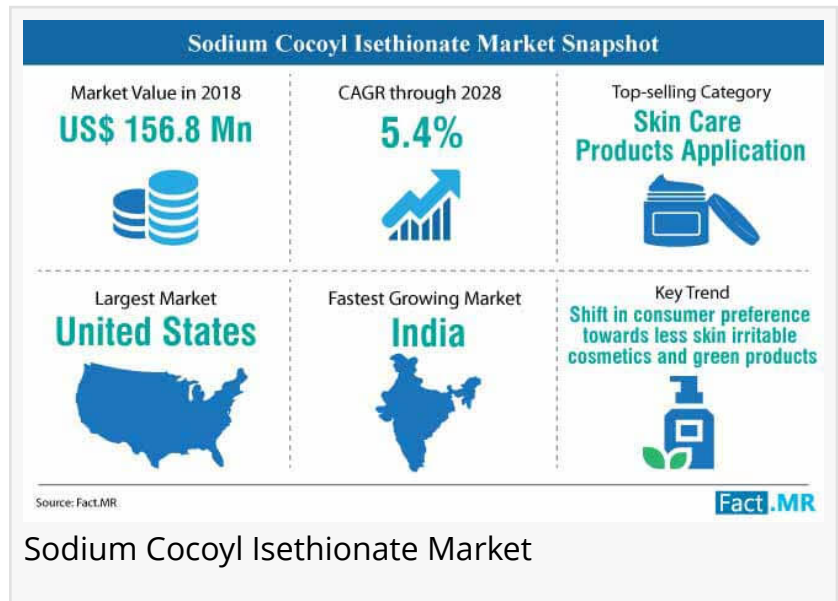 Sodium Cocoyl Isethionate Market Snapshot
Market Value in 2018
US$ 156.8 Mn
CAGR through 2028
5.4%
Top-selling Category
Skin Care
Products Application
Largest Market
United States
Fastest Growing Market
India
Key Trend
Shift in consumer preference
towards less skin irritable
cosmetics and green products
Source: Fact.MR
Fact.MR
Sodium Cocoyl Isethionate Market